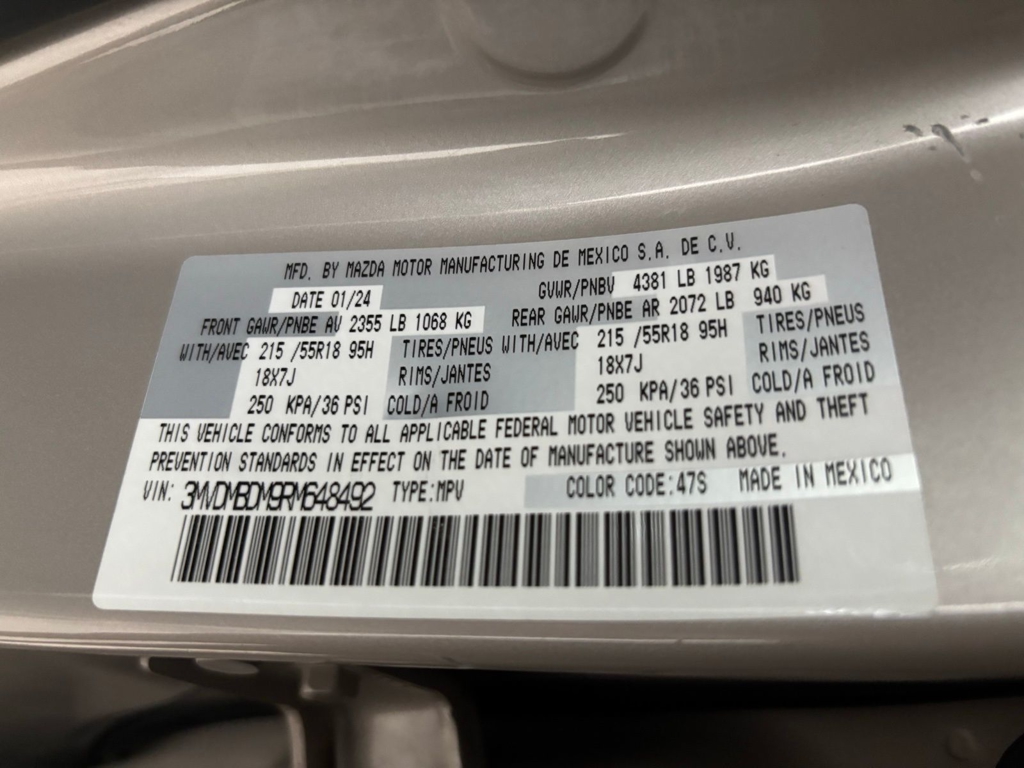 MFD. BY MAZDA MOTOR MANUFACTURING DE MEXICO S.A. DE C.V.
DATE 01/24 GVWR/PNBV 4381 LB 1987 KG
FRONT GAWR/PNBE AV 2355 LB 1068 KG REAR GAWR/PNBE AR 2072 LB 940 KG
WITH/AVEC 215 /55R18 95H TIRES/PNEUS WITH/AVEC 215 /55R18 95H TIRES/PNEUS
18X7J RIMS/JANTES 18X7J RIMS/JANTES
250 KPA/36 PSI COLD/A FROID 250 KPA/36 PSI COLD/A FROID
THIS VEHICLE CONFORMS TO ALL APPLICABLE FEDERAL MOTOR VEHICLE SAFETY AND THEFT
PREVENTION STANDARDS IN EFFECT ON THE DATE OF MANUFACTURE SHOWN ABOVE.
VIN: 3MVDMBDM9RM648492 TYPE:MPV COLOR CODE:47S MADE IN MEXICO